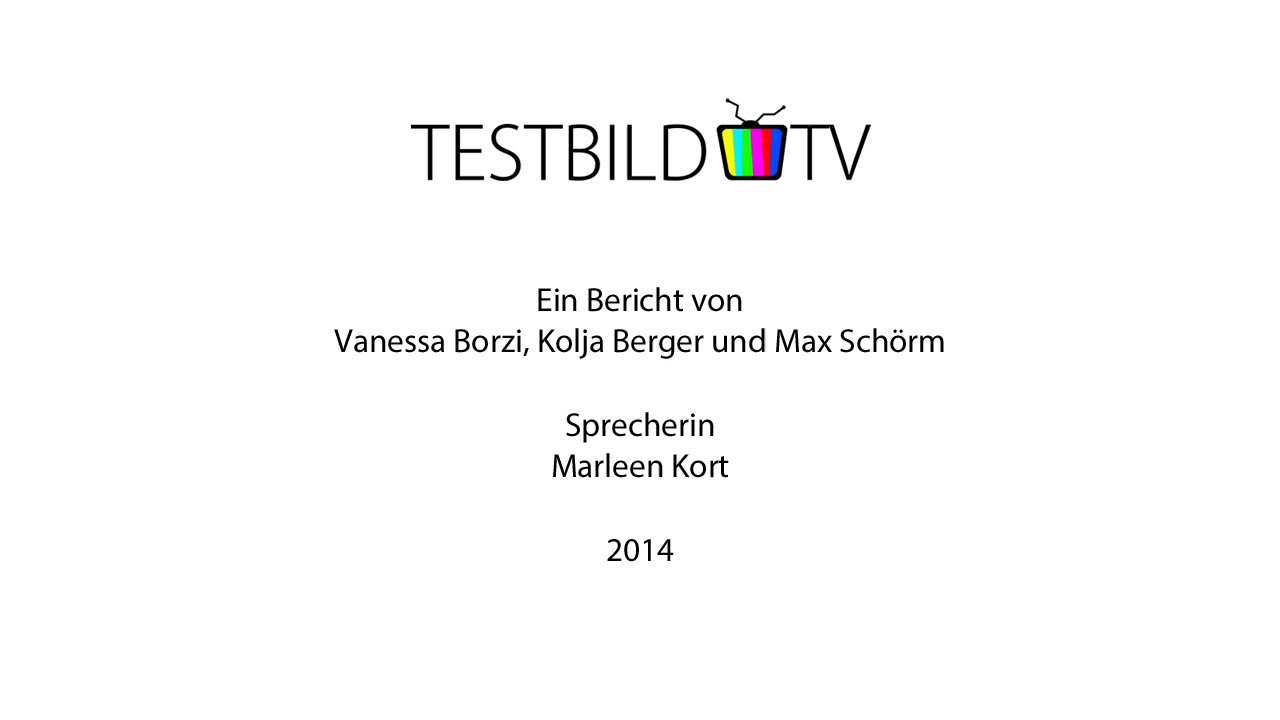 TESTBILD TV
Ein Bericht von
Vanessa Borzi, Kolja Berger und Max Schörm
Sprecherin
Marleen Kort
2014